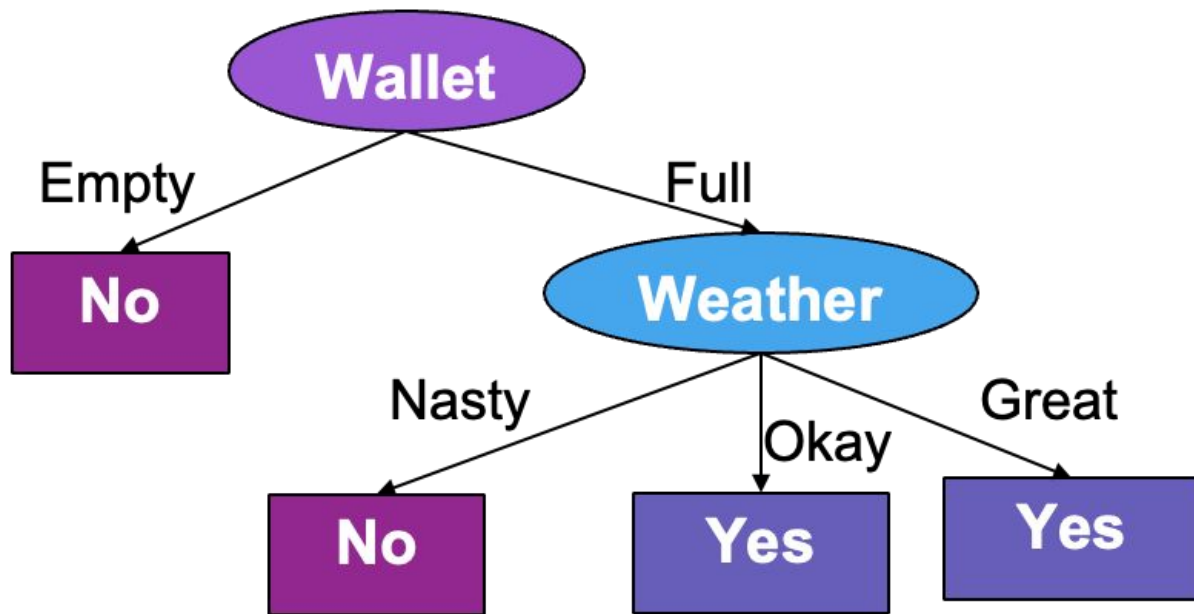 Wallet
Empty
Full
No
Weather
Nasty
Okay
Great
No
Yes
Yes